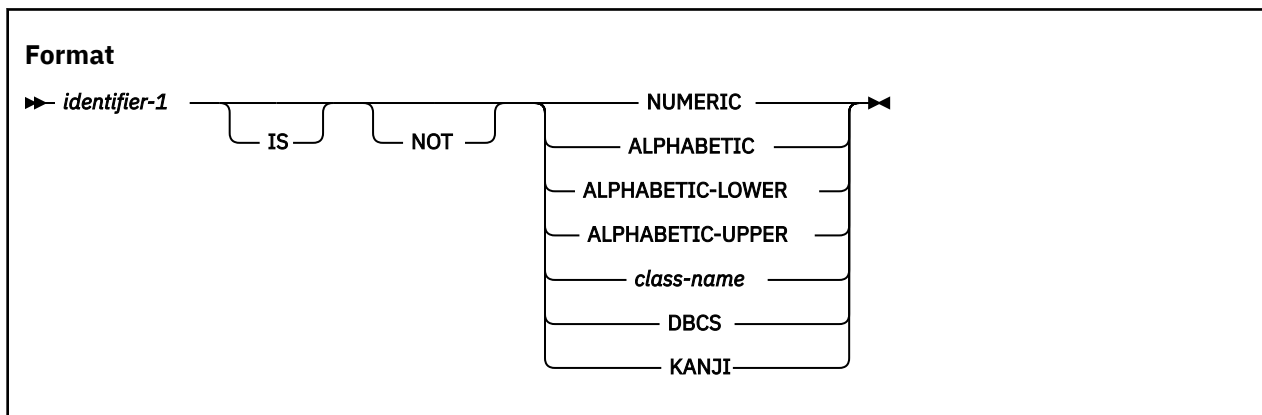 Format
identifier-1 NUMERIC
IS NOT ALPHABETIC
ALPHABETIC-LOWER
ALPHABETIC-UPPER
class-name
DBCS
KANJI